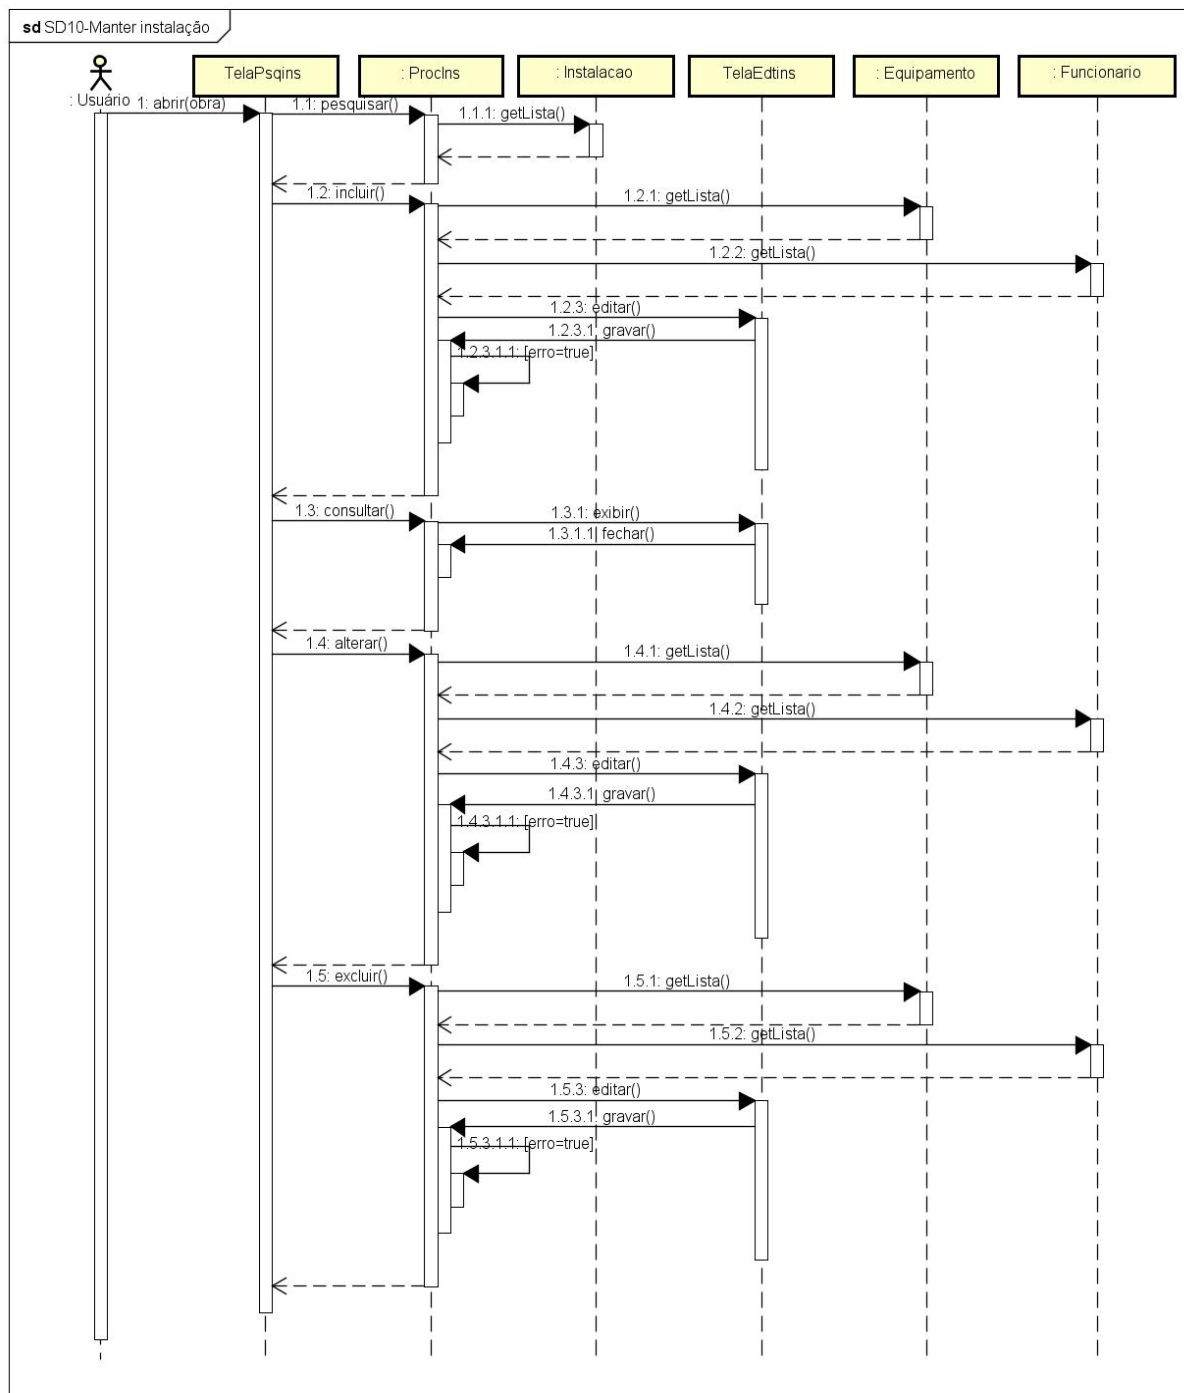 sd SD10-Manter instalação
TelaPsqins
: ProcIns
: Instalacao
TelaEdtins
: Equipamento
: Funcionario
: Usuário
1: abrir(obra)
1.1: pesquisar()
1.1.1: getLista()
1.2: incluir()
1.2.1: getLista()
1.2.2: getLista()
1.2.3: editar()
1.2.3.1: gravar()
1.2.3.1.1: [erro=true]
1.3: consultar()
1.3.1: exibir()
1.3.1.1: fechar()
1.4: alterar()
1.4.1: getLista()
1.4.2: getLista()
1.4.3: editar()
1.4.3.1: gravar()
1.4.3.1.1: [erro=true]
1.5: excluir()
1.5.1: getLista()
1.5.2: getLista()
1.5.3: editar()
1.5.3.1: gravar()
1.5.3.1.1: [erro=true]